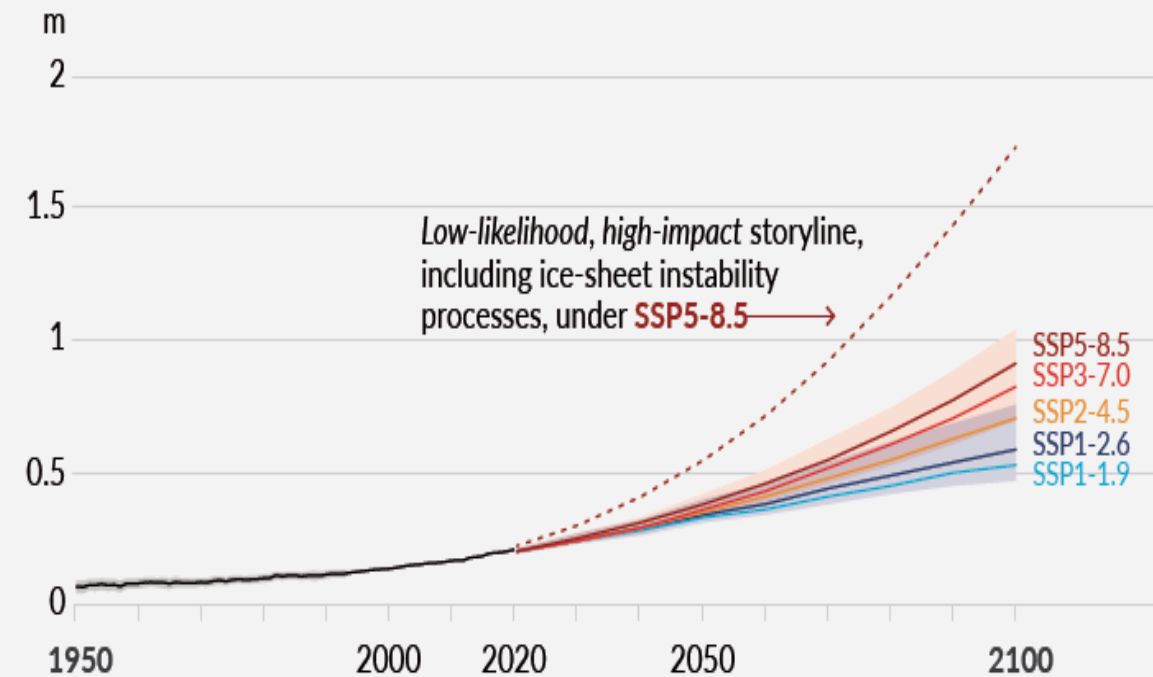 m
2
1.5
Low-likelihood, high-impact storyline,
including ice-sheet instability
processes, under SSP5-8.5
1
SSP5-8.5
SSP3-7.0
SSP2-4.5
SSP1-2.6
SSP1-1.9
0.5
0
1950 2000 2020 2050 2100